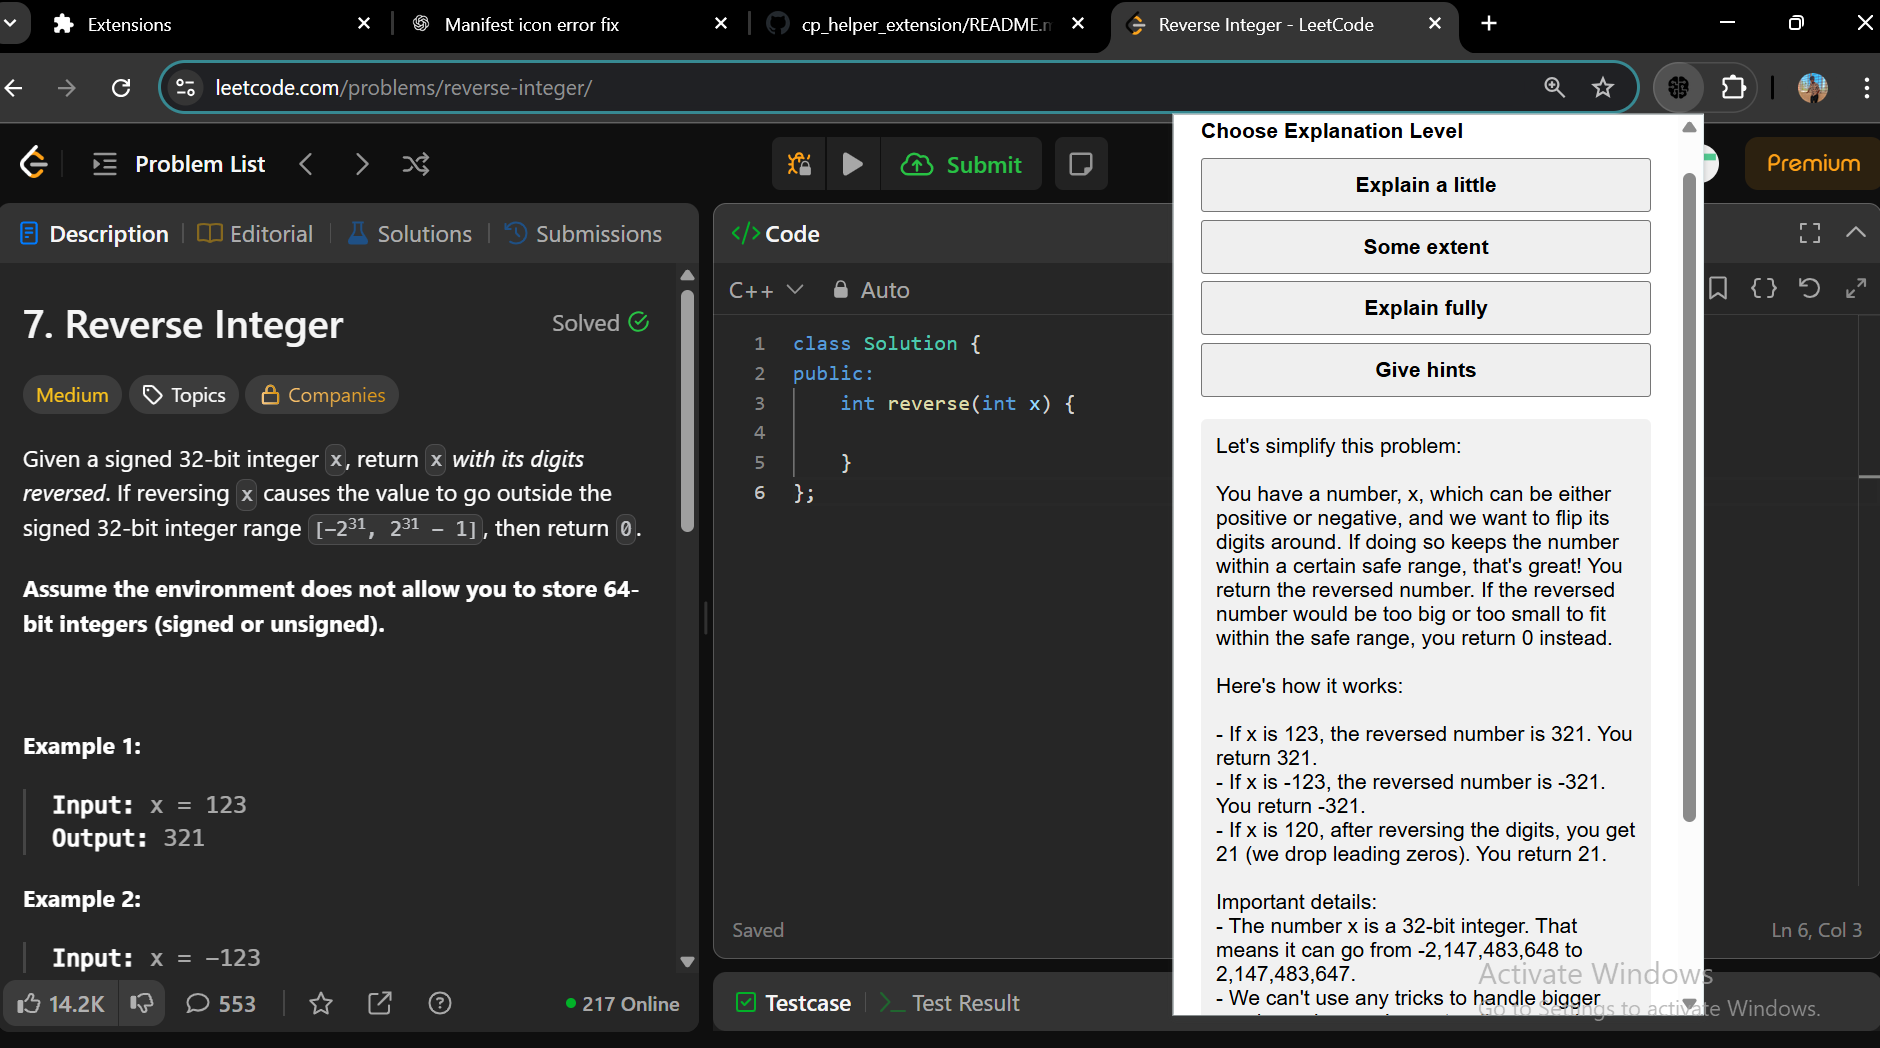 Extensions
Manifest icon error fix
cp_helper_extension/README.m
Reverse Integer - LeetCode
leetcode.com/problems/reverse-integer/
Problem List
Submit
Premium
Description
Editorial
Solutions
Submissions
7. Reverse Integer
Solved
Medium
Topics
Companies
Given a signed 32-bit integer x, return x with its digits
reversed. If reversing x causes the value to go outside the
signed 32-bit integer range [-2³¹, 2³¹ - 1], then return 0.
Assume the environment does not allow you to store 64-
bit integers (signed or unsigned).
Example 1:
Input: x = 123
Output: 321
Example 2:
Input: x = -123
14.2K
553
217 Online
</> Code
C++
Auto
1 class Solution {
2 public:
3 int reverse(int x) {
4
5 }
6 };
Saved
Ln 6, Col 3
Testcase
Test Result
Choose Explanation Level
Explain a little
Some extent
Explain fully
Give hints
Let's simplify this problem:
You have a number, x, which can be either
positive or negative, and we want to flip its
digits around. If doing so keeps the number
within a certain safe range, that's great! You
return the reversed number. If the reversed
number would be too big or too small to fit
within the safe range, you return 0 instead.
Here's how it works:
- If x is 123, the reversed number is 321. You
return 321.
- If x is -123, the reversed number is -321.
You return -321.
- If x is 120, after reversing the digits, you get
21 (we drop leading zeros). You return 21.
Important details:
- The number x is a 32-bit integer. That
means it can go from -2,147,483,648 to
2,147,483,647.
- We can't use any tricks to handle bigger
Activate Windows
Go to Settings to activate Windows.